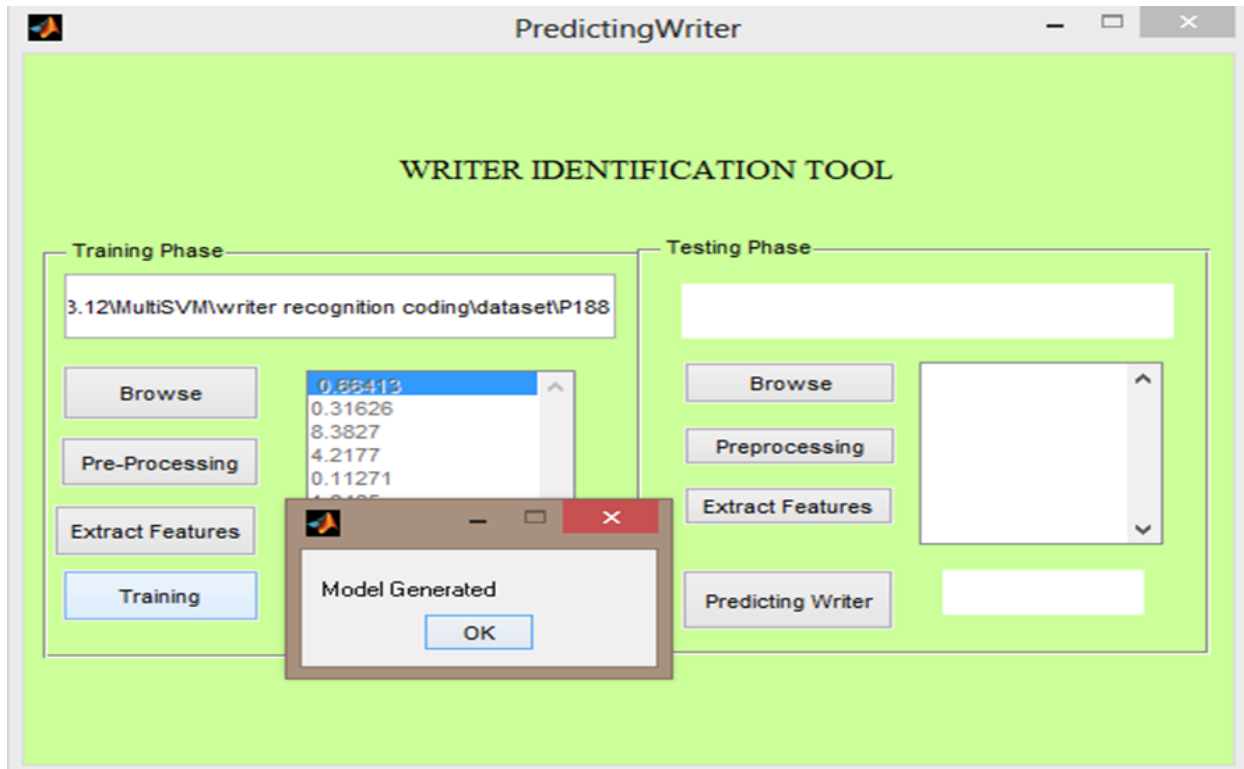 PredictingWriter
WRITER IDENTIFICATION TOOL
Training Phase
3.12\MultiSVM\writer recognition coding\dataset\P188
Browse
Pre-Processing
Extract Features
Training
0.66413
0.31626
8.3827
4.2177
0.11271
Model Generated
OK
Testing Phase
Browse
Preprocessing
Extract Features
Predicting Writer